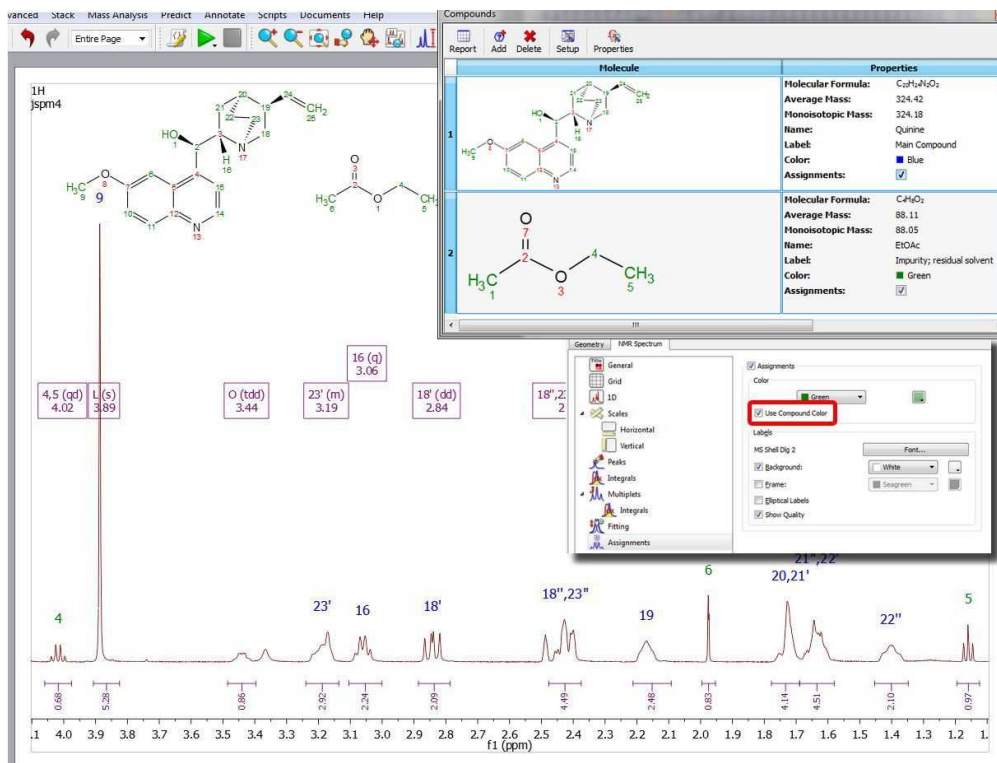 vanced Stack Mass Analysis Predict Annotate Scripts Documents Help
Entire Page
1H
jspm4
Compounds
Report Add Delete Setup Properties
Molecule Properties
1
Molecular Formula: C₂₀H₂₄N₂O₂
Average Mass: 324.42
Monoisotopic Mass: 324.18
Name: Quinine
Label: Main Compound
Color: Blue
Assignments:
2
Molecular Formula: C₄H₈O₂
Average Mass: 88.11
Monoisotopic Mass: 88.05
Name: EtOAc
Label: Impurity; residual solvent
Color: Green
Assignments:
O
7
2
4
H₃C
1
O
3
CH₃
5
20
21
22
23
24
19
CH₂
25
18
HO
1
3
N
17
2
H
16
O
8
H₃C
9
7
6
5
4
15
10
11
12
N
13
14
O
3
2
4
H₃C
6
O
1
CH₃
5
9
4,5 (qd)
4.02
L (s)
3.89
O (tdd)
3.44
23' (m)
3.19
16 (q)
3.06
18' (dd)
2.84
18",2
2
Geometry NMR Spectrum
General
Grid
1D
Scales
Horizontal
Vertical
Peaks
Integrals
Multiplets
Integrals
Fitting
Assignments
Assignments
Color
Green
Use Compound Color
Labels
MS Shell Dlg 2 Font...
Background: White
Frame: Seagreen
Elliptical Labels
Show Quality
4 23' 16 18' 18",23" 19 6 20,21' 21",22' 22" 5
0.68 5.28 0.86 2.92 2.24 2.09 4.49 2.48 0.83 4.14 4.51 2.10 0.97
.1 4.0 3.9 3.8 3.7 3.6 3.5 3.4 3.3 3.2 3.1 3.0 2.9 2.8 2.7 2.6 2.5 2.4 2.3 2.2 2.1 2.0 1.9 1.8 1.7 1.6 1.5 1.4 1.3 1.2 1.
f1 (ppm)